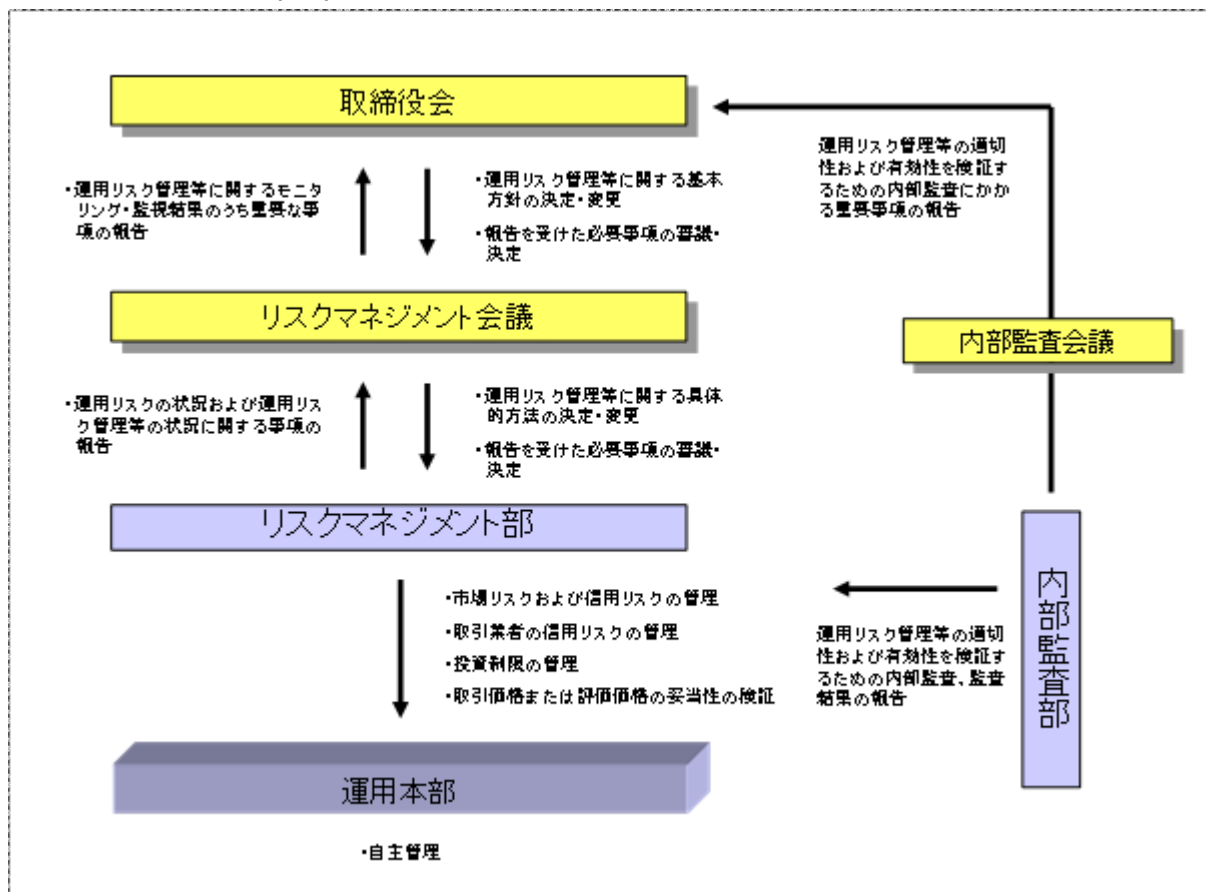 取締役会
・運用リスク管理等に関するモニ
タリング・監視結果のうち重要な事
項の報告
・運用リスク管理等に関する基本
方針の決定・変更
・報告を受けた必要事項の審議・
決定
運用リスク管理等の適切
性および有効性を検証す
るための内部監査にかか
る重要事項の報告
リスクマネジメント会議
内部監査会議
・運用リスクの状況および運用リス
ク管理等の状況に関する事項の
報告
・運用リスク管理等に関する具体
的方法の決定・変更
・報告を受けた必要事項の審議・
決定
リスクマネジメント部
・市場リスクおよび信用リスクの管理
・取引業者の信用リスクの管理
・投資制限の管理
・取引価格または評価価格の妥当性の検証
運用リスク管理等の適切
性および有効性を検証す
るための内部監査、監査
結果の報告
内部監査部
運用本部
・自主管理